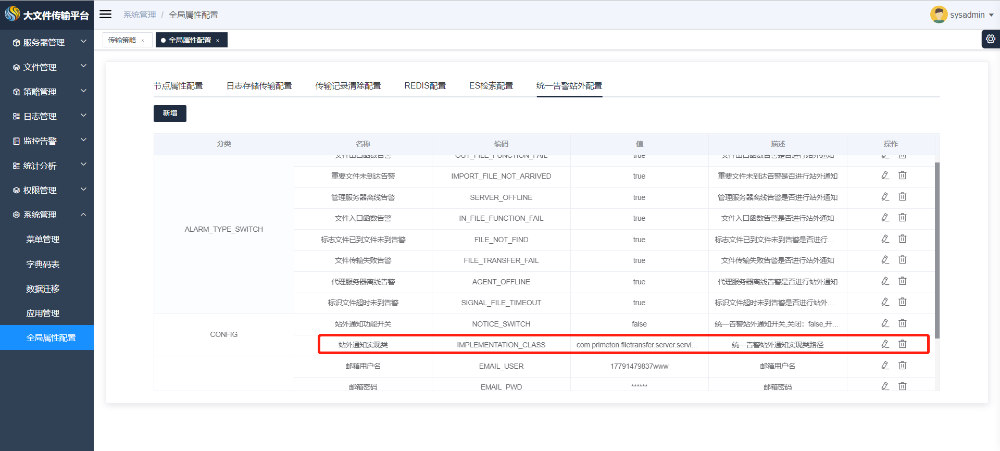 大文件传输平台
系统管理 / 全局属性配置
sysadmin
传输策略 ×
全局属性配置 ×
服务器管理
文件管理
策略管理
日志管理
监控告警
统计分析
权限管理
系统管理
菜单管理
字典码表
数据迁移
应用管理
全局属性配置
节点属性配置 日志存储传输配置 传输记录清除配置 REDIS配置 ES检索配置 统一告警站外配置
新增
分类 名称 编码 值 描述 操作
文件出口函数告警 OUT_FILE_FUNCTION_FAIL true 文件出口函数告警是否进行站外通知
重要文件未到达告警 IMPORT_FILE_NOT_ARRIVED true 重要文件未到达告警是否进行站外通知
管理服务器离线告警 SERVER_OFFLINE true 管理服务器离线告警是否进行站外通知
文件入口函数告警 IN_FILE_FUNCTION_FAIL true 文件入口函数告警是否进行站外通知
ALARM_TYPE_SWITCH
标志文件已到文件未到告警 FILE_NOT_FIND true 标志文件已到文件未到告警是否进行...
文件传输失败告警 FILE_TRANSFER_FAIL true 文件传输失败告警是否进行站外通知
代理服务器离线告警 AGENT_OFFLINE true 代理服务器离线告警是否进行站外通知
标识文件超时未到告警 SIGNAL_FILE_TIMEOUT true 标识文件超时未到告警是否进行站外...
站外通知功能开关 NOTICE_SWITCH false 统一告警站外通知开关,关闭：false,开...
CONFIG
站外通知实现类 IMPLEMENTATION_CLASS com.primeton.filetransfer.server.servi... 统一告警站外通知实现类路径
邮箱用户名 EMAIL_USER 17791479837www 邮箱用户名
邮箱密码 EMAIL_PWD ****** 邮箱密码